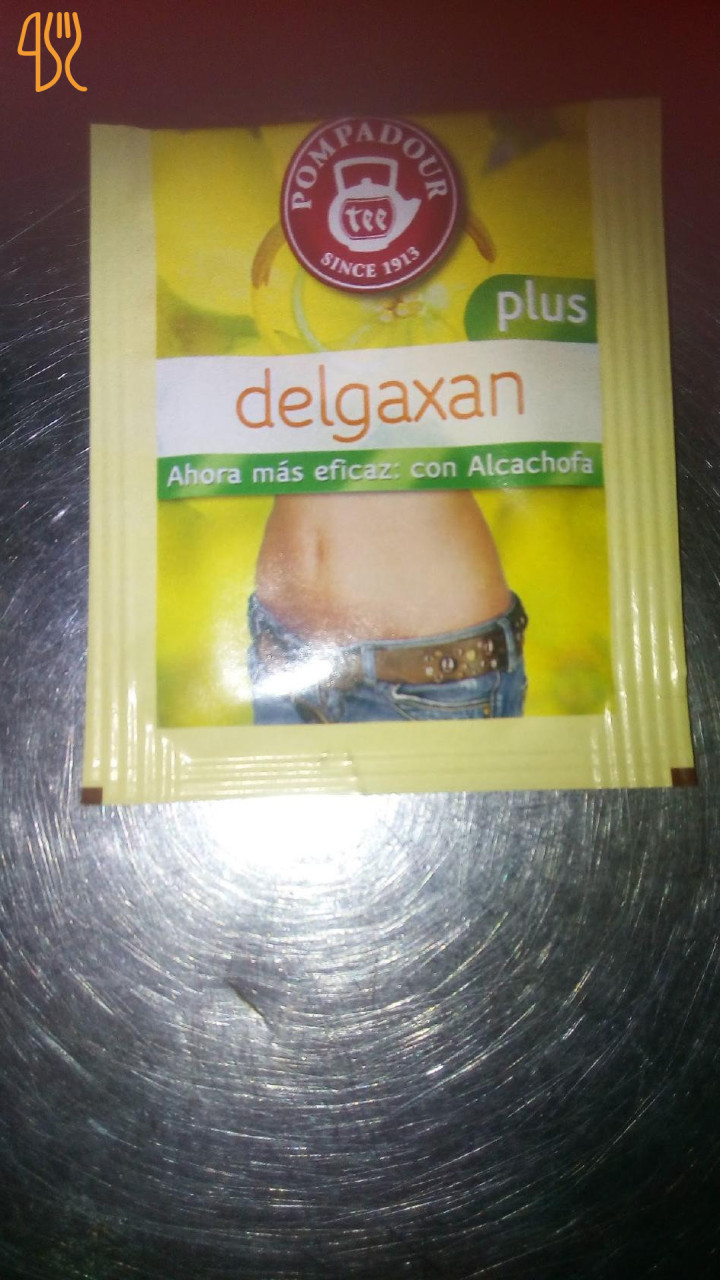 POMPADOUR
tee
SINCE 1913
plus
delgaxan
Ahora más eficaz: con Alcachofa